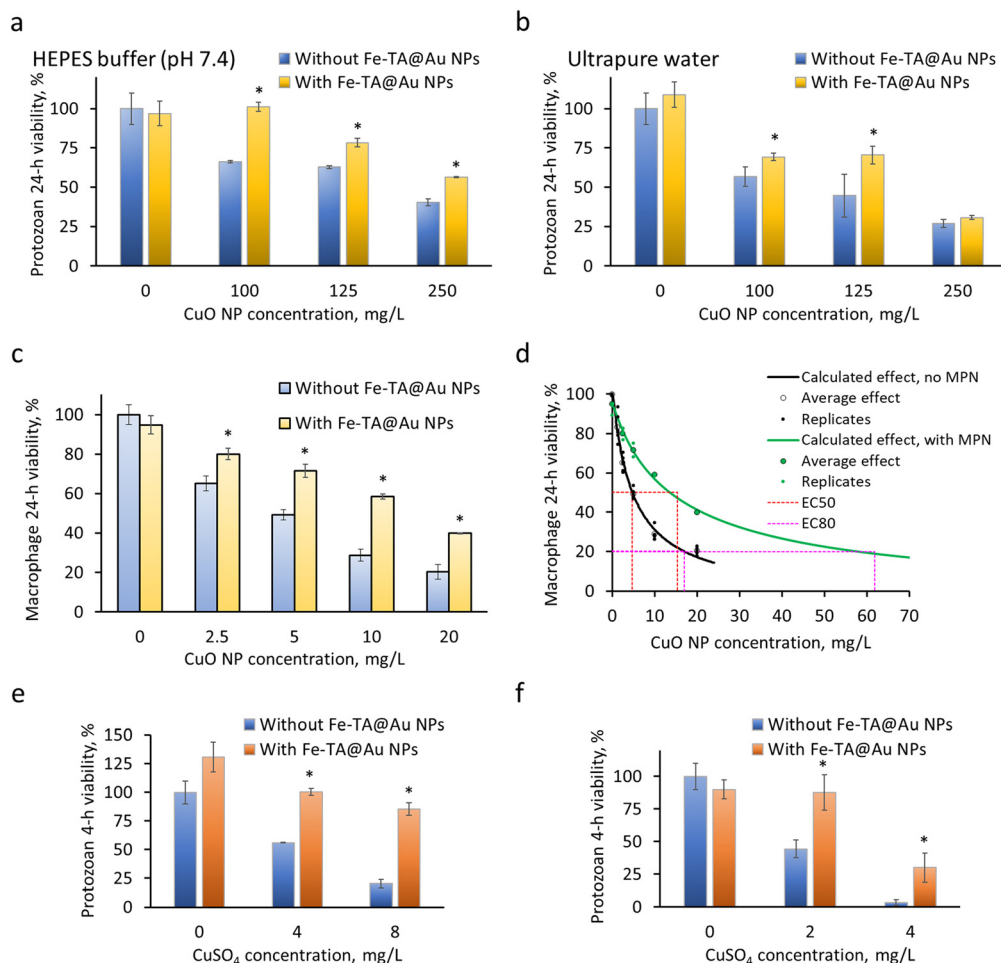 a
HEPES buffer (pH 7.4)
Without Fe-TA@Au NPs
With Fe-TA@Au NPs
Protozoan 24-h viability, %
100
75
50
25
0
*
*
*
0 100 125 250
CuO NP concentration, mg/L
b
Ultrapure water
Without Fe-TA@Au NPs
With Fe-TA@Au NPs
Protozoan 24-h viability, %
100
75
50
25
0
*
*
0 100 125 250
CuO NP concentration, mg/L
c
Without Fe-TA@Au NPs
With Fe-TA@Au NPs
Macrophage 24-h viability, %
100
80
60
40
20
0
*
*
*
*
0 2.5 5 10 20
CuO NP concentration, mg/L
d
Calculated effect, no MPN
Average effect
Replicates
Calculated effect, with MPN
Average effect
Replicates
EC50
EC80
Macrophage 24-h viability, %
100
80
60
40
20
0
0 10 20 30 40 50 60 70
CuO NP concentration, mg/L
e
Without Fe-TA@Au NPs
With Fe-TA@Au NPs
Protozoan 4-h viability, %
150
125
100
75
50
25
0
*
*
0 4 8
CuSO₄ concentration, mg/L
f
Without Fe-TA@Au NPs
With Fe-TA@Au NPs
Protozoan 4-h viability, %
100
75
50
25
0
*
*
0 2 4
CuSO₄ concentration, mg/L